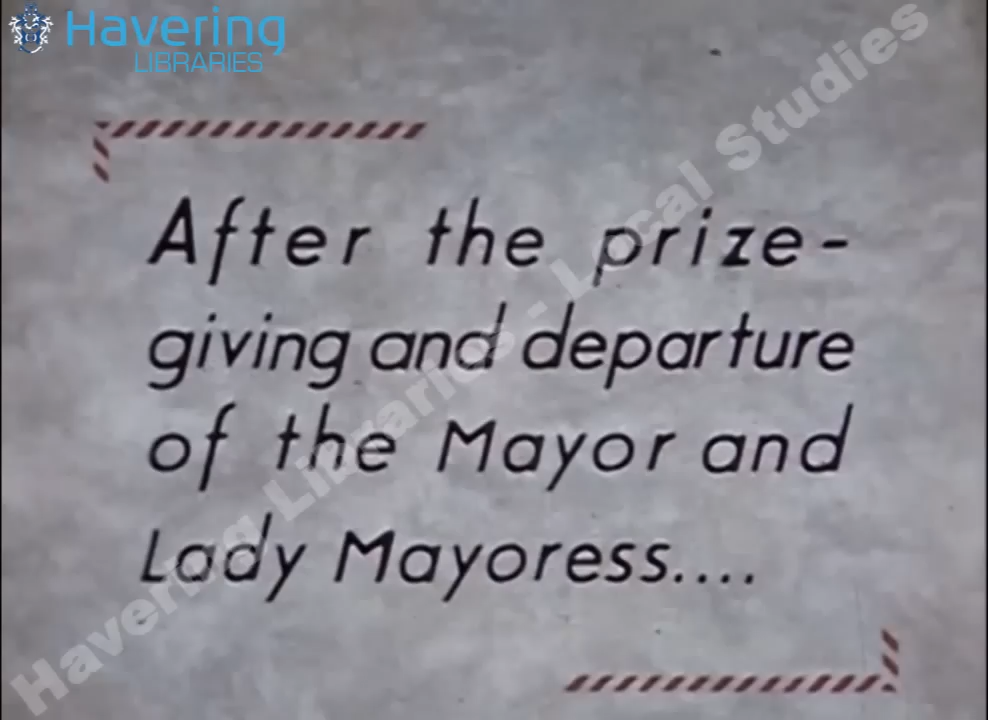 Havering
LIBRARIES
After the prize-
giving and departure
of the Mayor and
Lady Mayoress....
Havering Libraries - Local Studies